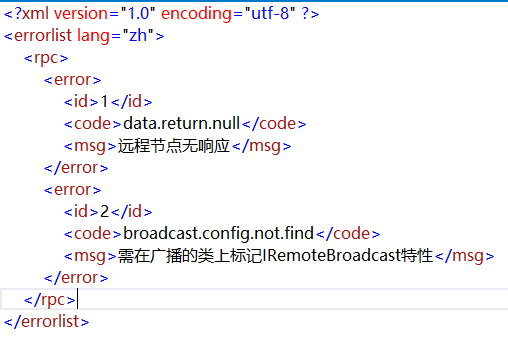 <?xml version="1.0" encoding="utf-8" ?>
<errorlist lang="zh">
<rpc>
<error>
<id>1</id>
<code>data.return.null</code>
<msg>远程节点无响应</msg>
</error>
<error>
<id>2</id>
<code>broadcast.config.not.find</code>
<msg>需在广播的类上标记IRemoteBroadcast特性</msg>
</error>
</rpc>
</errorlist>